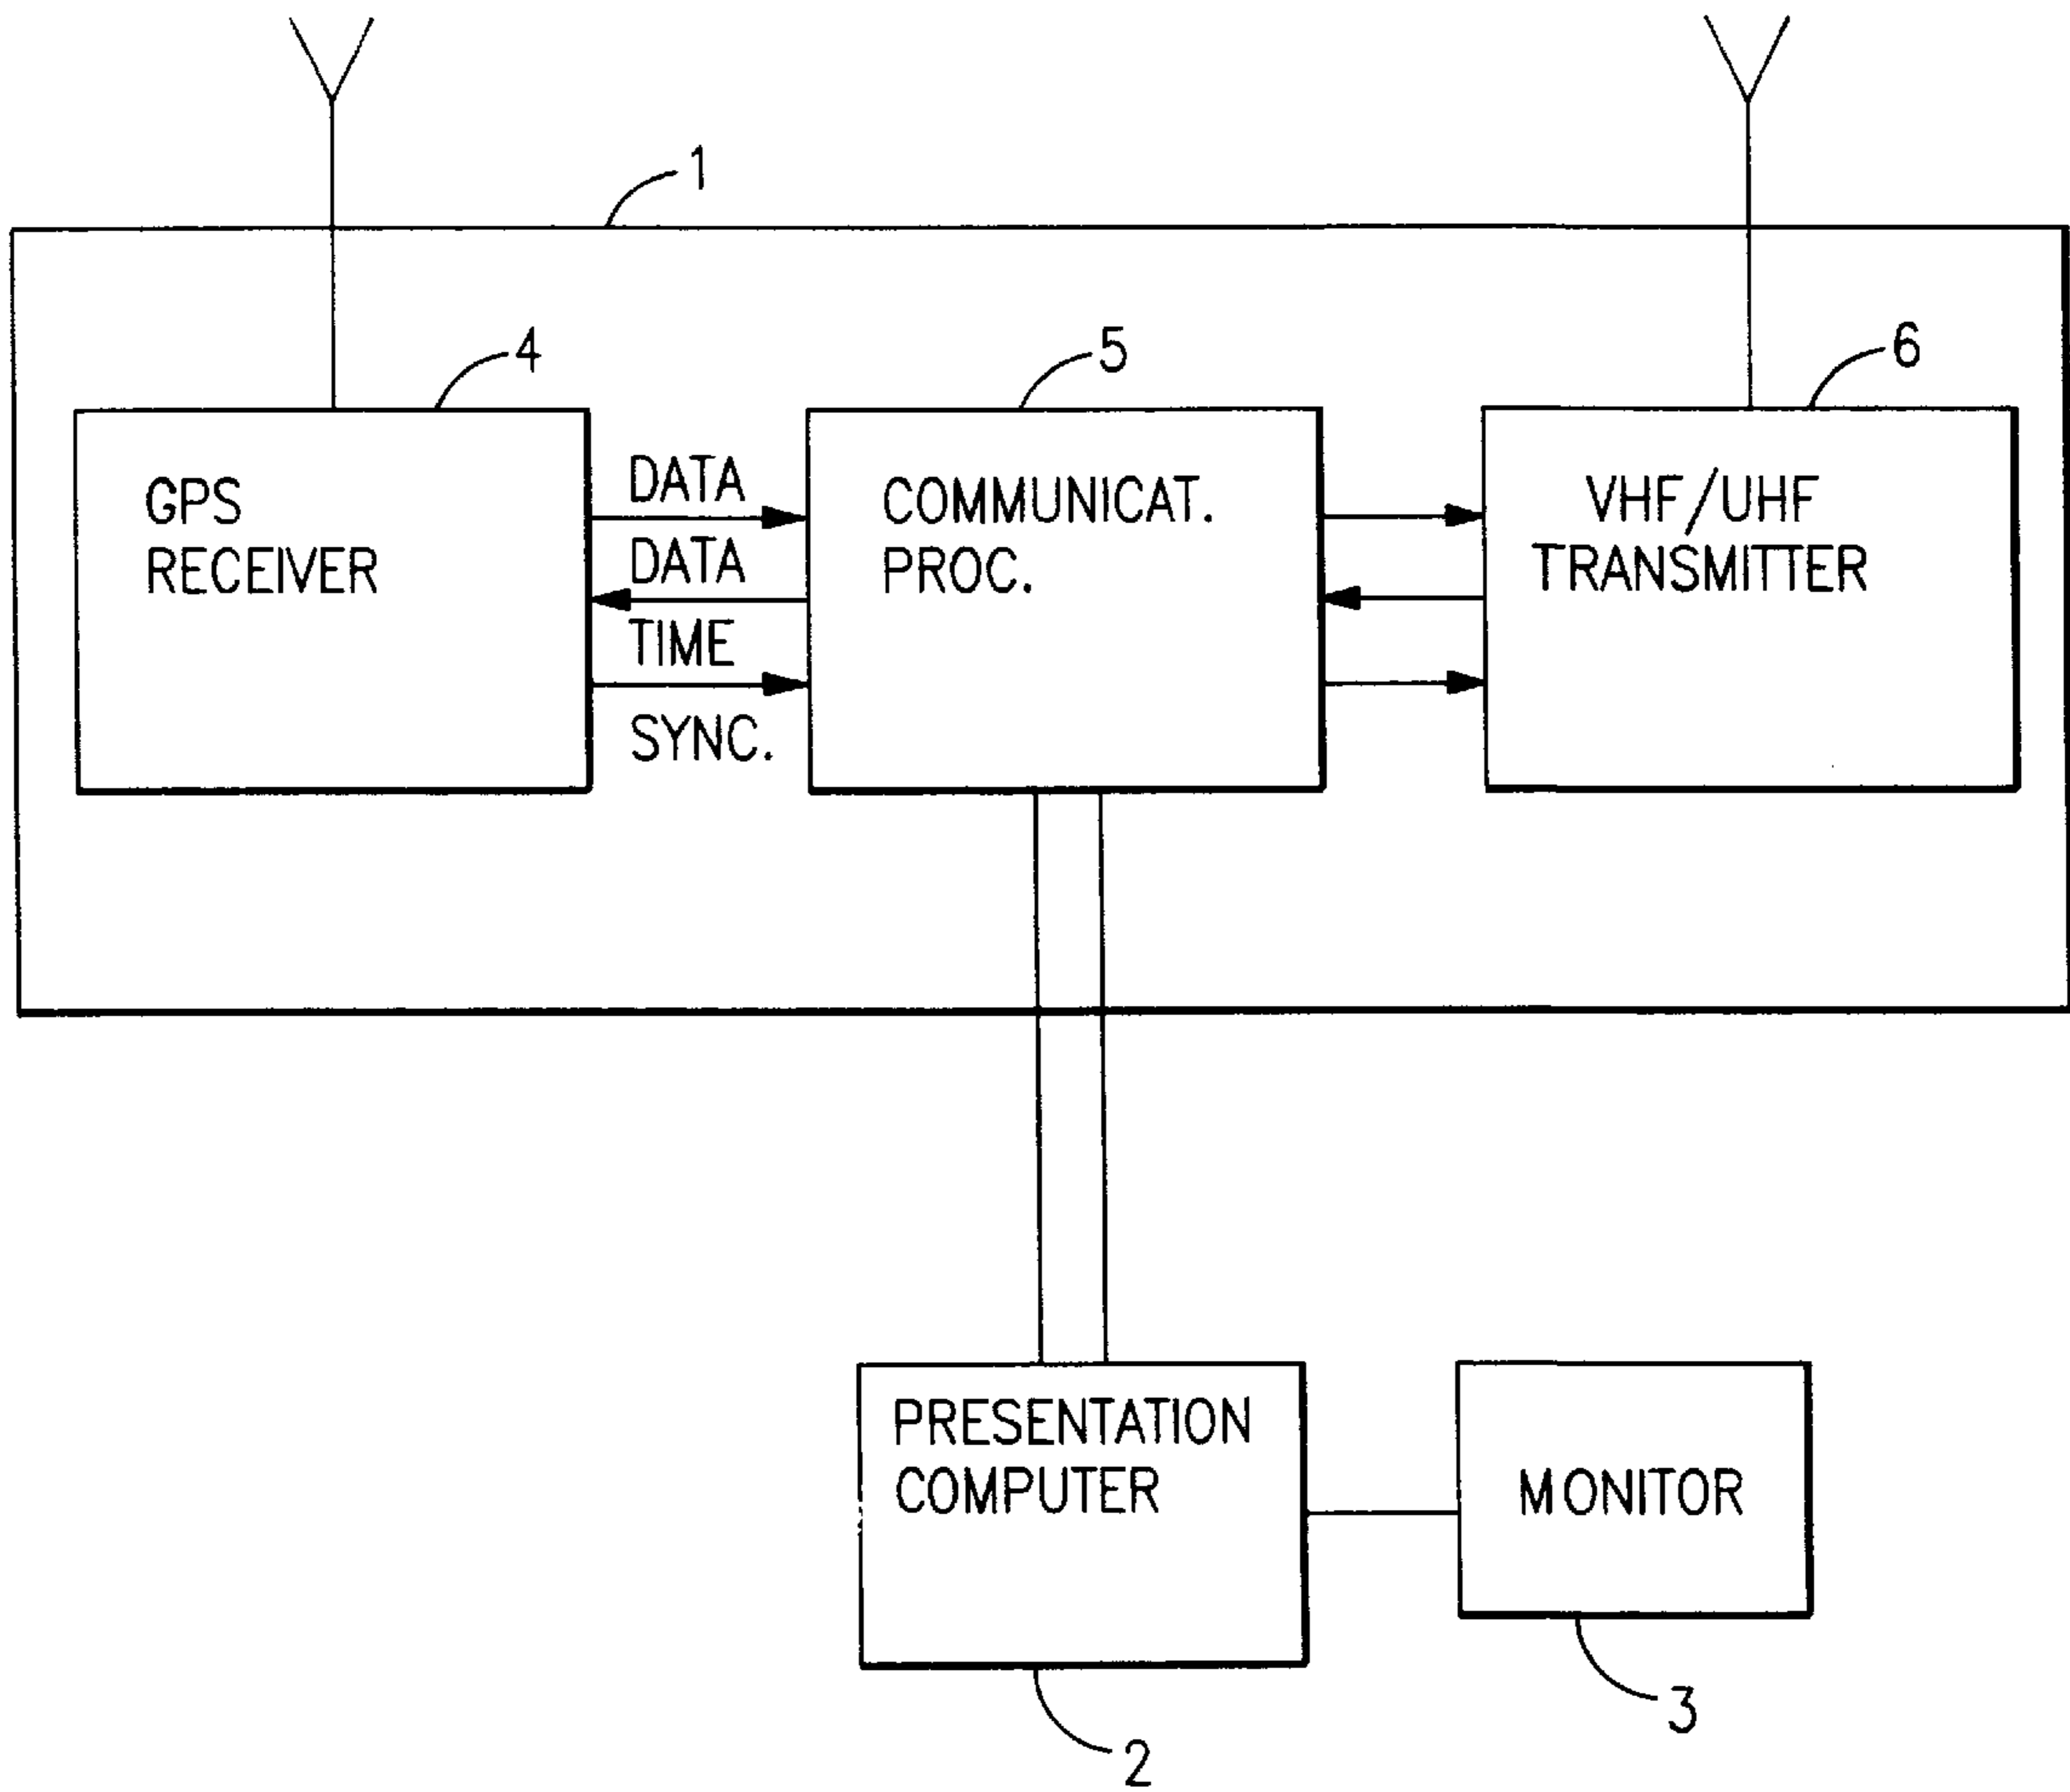 1
4
5
6
GPS
RECEIVER
DATA
DATA
TIME
SYNC.
COMMUNICAT.
PROC.
VHF/UHF
TRANSMITTER
PRESENTATION
COMPUTER
MONITOR
3
2